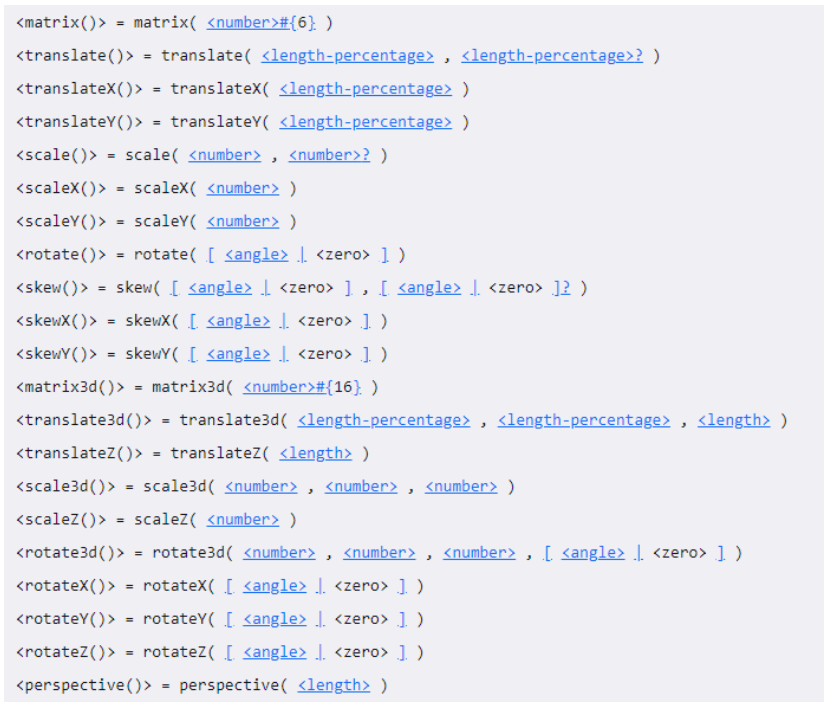 <matrix()> = matrix( <number>#{6} )
<translate()> = translate( <length-percentage> , <length-percentage>? )
<translateX()> = translateX( <length-percentage> )
<translateY()> = translateY( <length-percentage> )
<scale()> = scale( <number> , <number>? )
<scaleX()> = scaleX( <number> )
<scaleY()> = scaleY( <number> )
<rotate()> = rotate( [ <angle> | <zero> ] )
<skew()> = skew( [ <angle> | <zero> ] , [ <angle> | <zero> ]? )
<skewX()> = skewX( [ <angle> | <zero> ] )
<skewY()> = skewY( [ <angle> | <zero> ] )
<matrix3d()> = matrix3d( <number>#{16} )
<translate3d()> = translate3d( <length-percentage> , <length-percentage> , <length> )
<translateZ()> = translateZ( <length> )
<scale3d()> = scale3d( <number> , <number> , <number> )
<scaleZ()> = scaleZ( <number> )
<rotate3d()> = rotate3d( <number> , <number> , <number> , [ <angle> | <zero> ] )
<rotateX()> = rotateX( [ <angle> | <zero> ] )
<rotateY()> = rotateY( [ <angle> | <zero> ] )
<rotateZ()> = rotateZ( [ <angle> | <zero> ] )
<perspective()> = perspective( <length> )